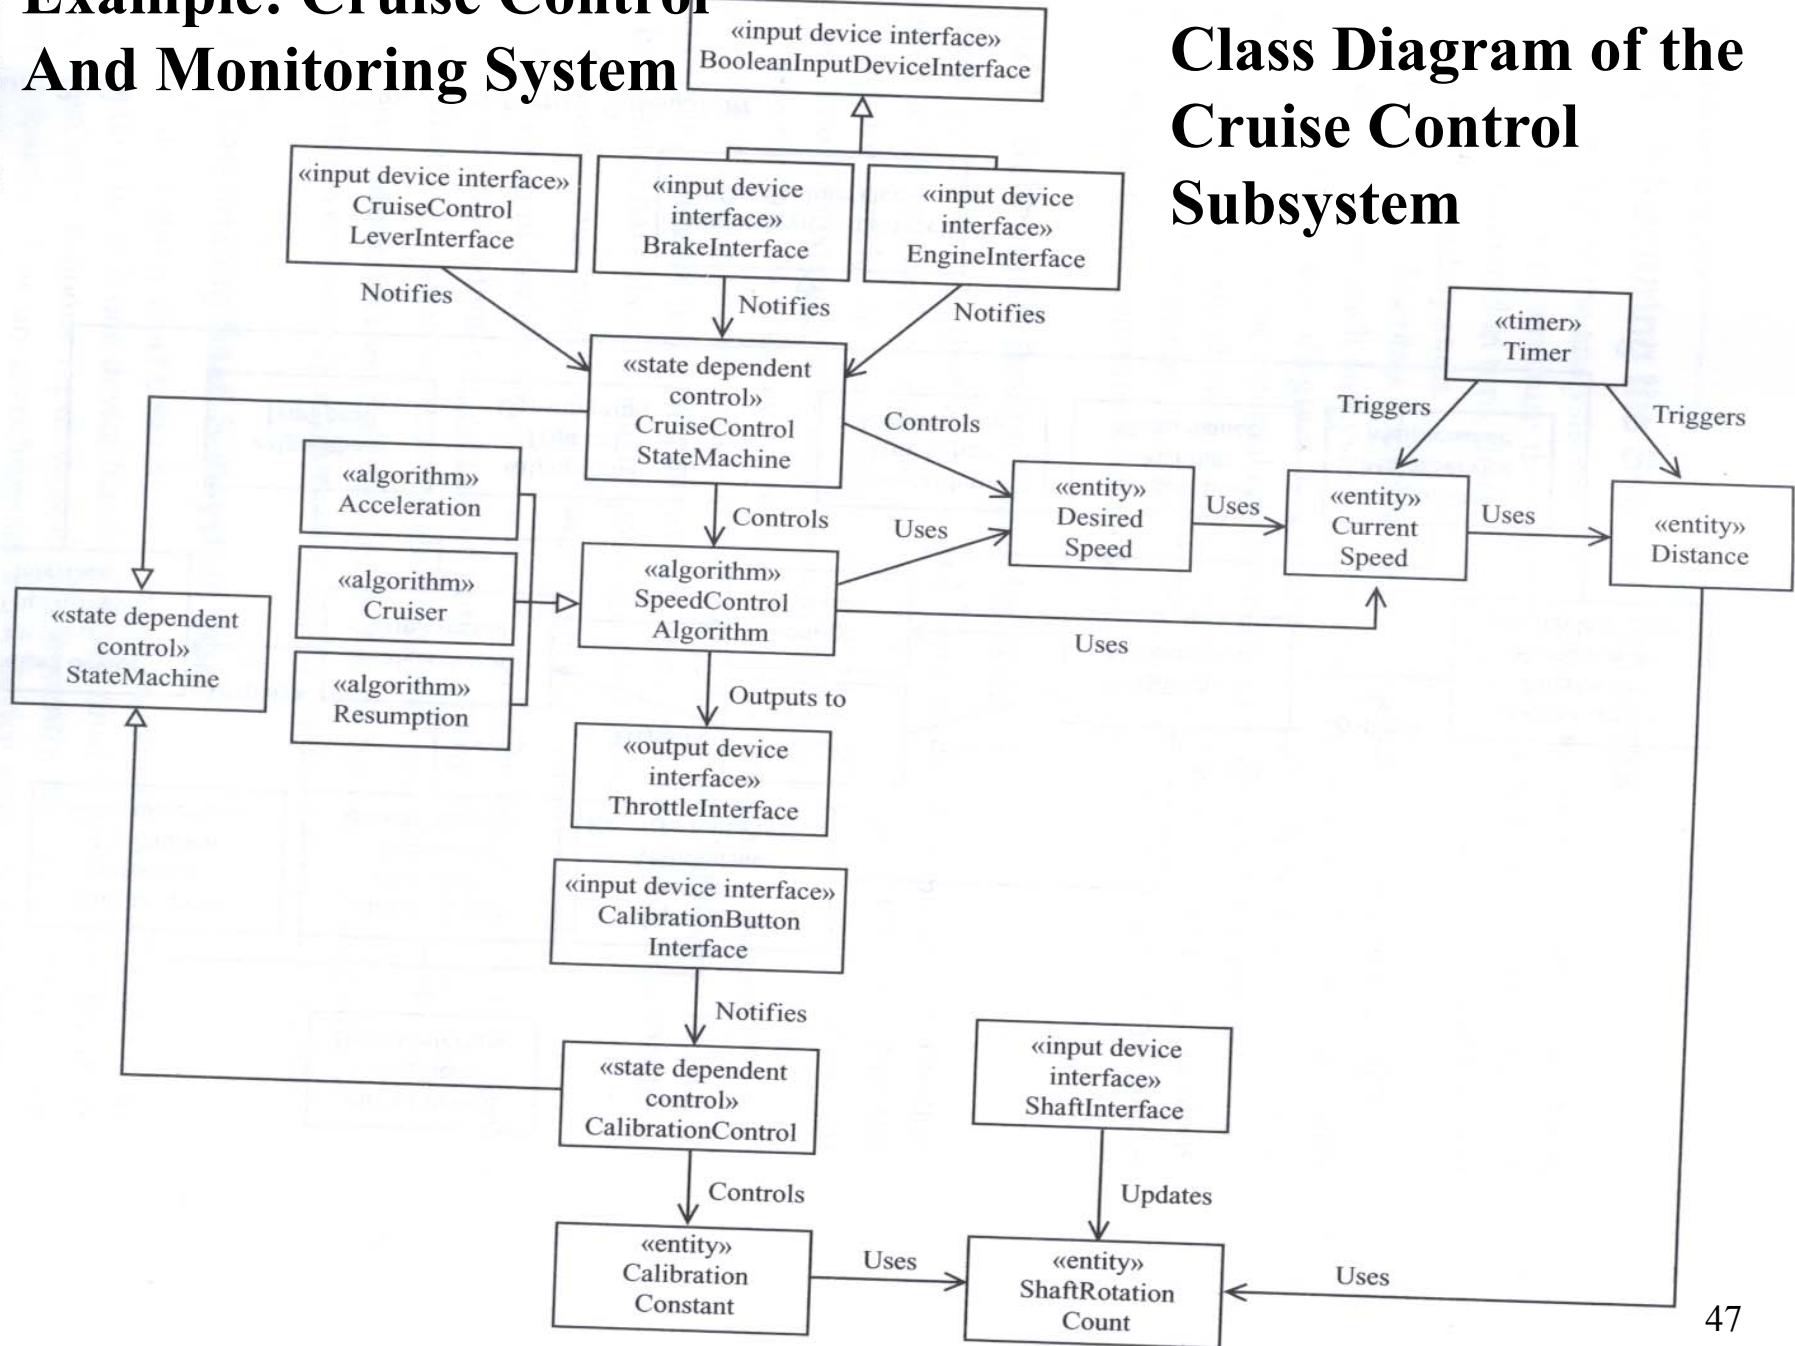 Example: Cruise Control
And Monitoring System
Class Diagram of the
Cruise Control
Subsystem
«input device interface»
BooleanInputDeviceInterface
«input device interface»
CruiseControl
LeverInterface
«input device
interface»
BrakeInterface
«input device
interface»
EngineInterface
Notifies
Notifies
Notifies
«timer»
Timer
Triggers
Triggers
«state dependent
control»
CruiseControl
StateMachine
Controls
Controls
«algorithm»
Acceleration
«algorithm»
Cruiser
«algorithm»
Resumption
«state dependent
control»
StateMachine
«algorithm»
SpeedControl
Algorithm
Uses
«entity»
Desired
Speed
Uses
«entity»
Current
Speed
Uses
«entity»
Distance
Uses
Outputs to
«output device
interface»
ThrottleInterface
«input device interface»
CalibrationButton
Interface
Notifies
«state dependent
control»
CalibrationControl
«input device
interface»
ShaftInterface
Controls
Updates
«entity»
Calibration
Constant
Uses
«entity»
ShaftRotation
Count
Uses
47